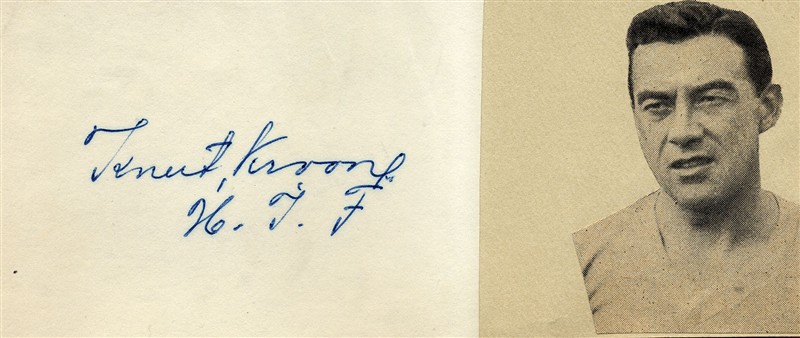 Knut Kroon
H. I. F